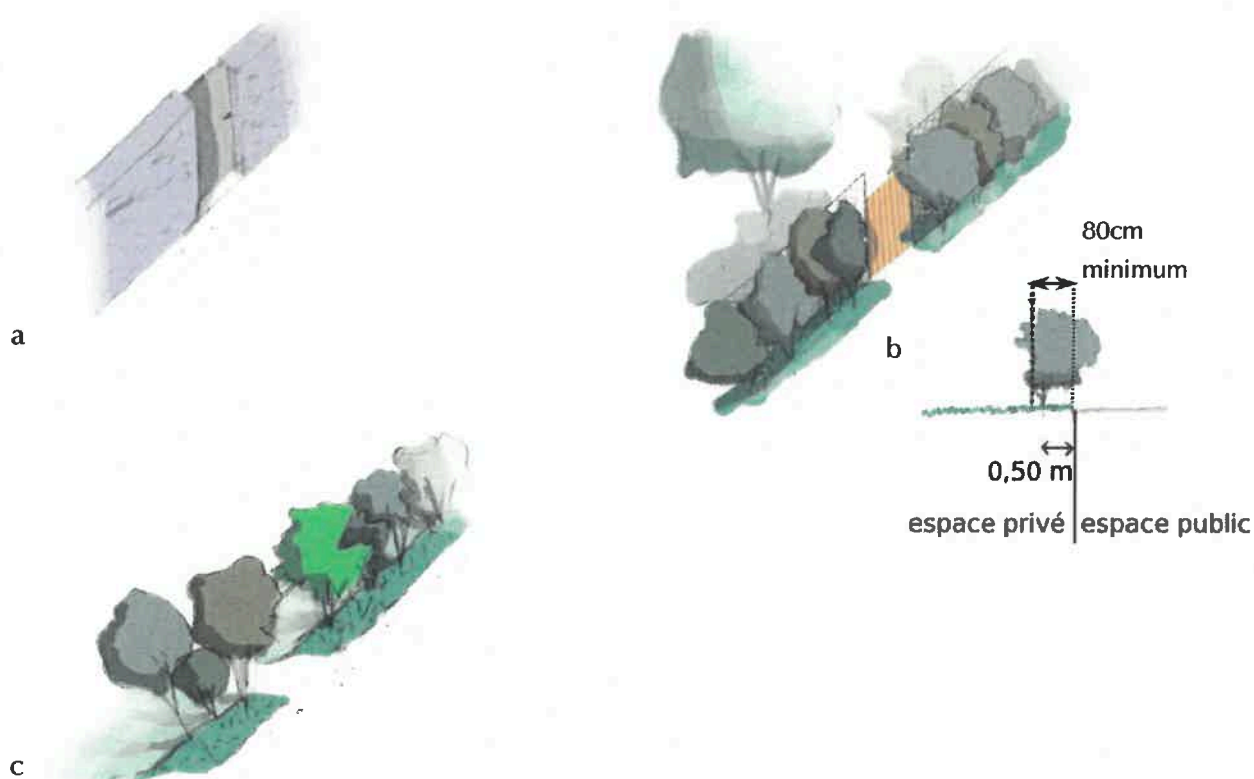 a
80cm
minimum
b
0,50 m
espace privé espace public
c